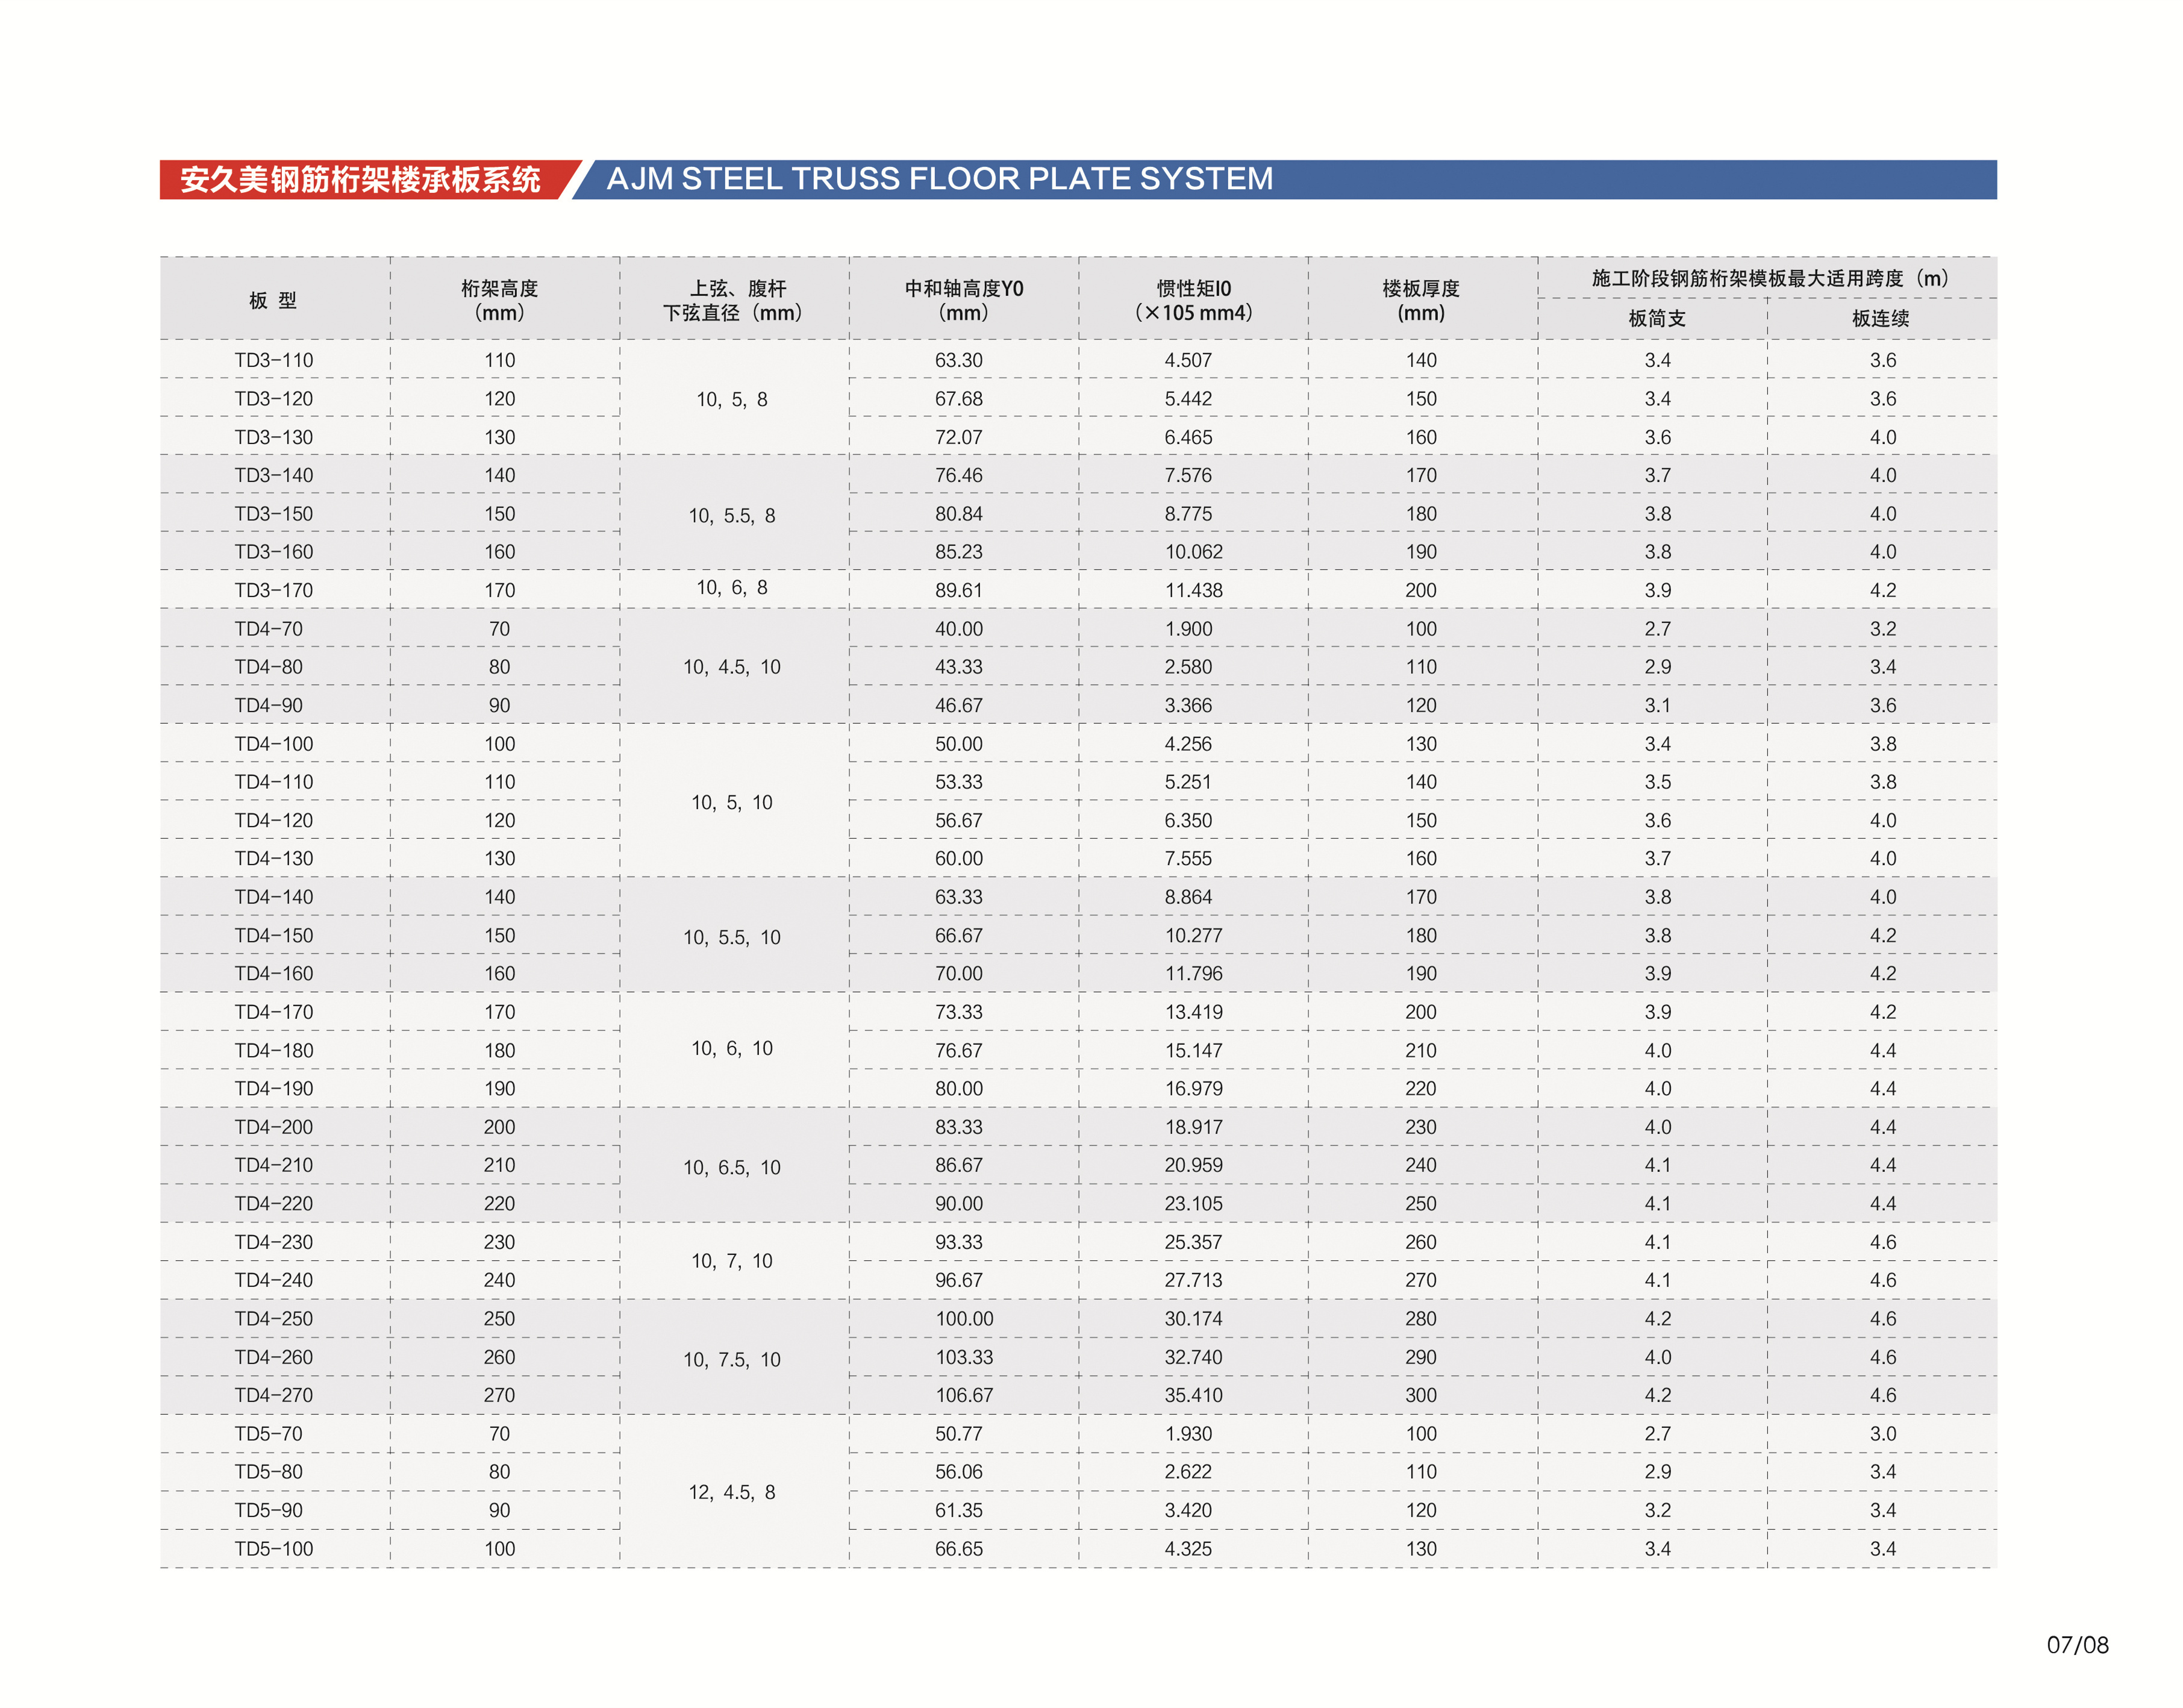 安久美钢筋桁架楼承板系统 AJM STEEL TRUSS FLOOR PLATE SYSTEM
板 型 桁架高度（mm） 上弦、腹杆下弦直径（mm） 中和轴高度Y0（mm） 惯性矩I0（×105 mm4） 楼板厚度(mm) 施工阶段钢筋桁架模板最大适用跨度（m）
板简支 板连续
TD3-110 110 63.30 4.507 140 3.4 3.6
TD3-120 120 10, 5, 8 67.68 5.442 150 3.4 3.6
TD3-130 130 72.07 6.465 160 3.6 4.0
TD3-140 140 76.46 7.576 170 3.7 4.0
TD3-150 150 10, 5.5, 8 80.84 8.775 180 3.8 4.0
TD3-160 160 85.23 10.062 190 3.8 4.0
TD3-170 170 10, 6, 8 89.61 11.438 200 3.9 4.2
TD4-70 70 40.00 1.900 100 2.7 3.2
TD4-80 80 10, 4.5, 10 43.33 2.580 110 2.9 3.4
TD4-90 90 46.67 3.366 120 3.1 3.6
TD4-100 100 50.00 4.256 130 3.4 3.8
TD4-110 110 53.33 5.251 140 3.5 3.8
10, 5, 10
TD4-120 120 56.67 6.350 150 3.6 4.0
TD4-130 130 60.00 7.555 160 3.7 4.0
TD4-140 140 63.33 8.864 170 3.8 4.0
TD4-150 150 10, 5.5, 10 66.67 10.277 180 3.8 4.2
TD4-160 160 70.00 11.796 190 3.9 4.2
TD4-170 170 73.33 13.419 200 3.9 4.2
TD4-180 180 10, 6, 10 76.67 15.147 210 4.0 4.4
TD4-190 190 80.00 16.979 220 4.0 4.4
TD4-200 200 83.33 18.917 230 4.0 4.4
TD4-210 210 10, 6.5, 10 86.67 20.959 240 4.1 4.4
TD4-220 220 90.00 23.105 250 4.1 4.4
TD4-230 230 93.33 25.357 260 4.1 4.6
10, 7, 10
TD4-240 240 96.67 27.713 270 4.1 4.6
TD4-250 250 100.00 30.174 280 4.2 4.6
TD4-260 260 10, 7.5, 10 103.33 32.740 290 4.0 4.6
TD4-270 270 106.67 35.410 300 4.2 4.6
TD5-70 70 50.77 1.930 100 2.7 3.0
TD5-80 80 56.06 2.622 110 2.9 3.4
12, 4.5, 8
TD5-90 90 61.35 3.420 120 3.2 3.4
TD5-100 100 66.65 4.325 130 3.4 3.4
07/08